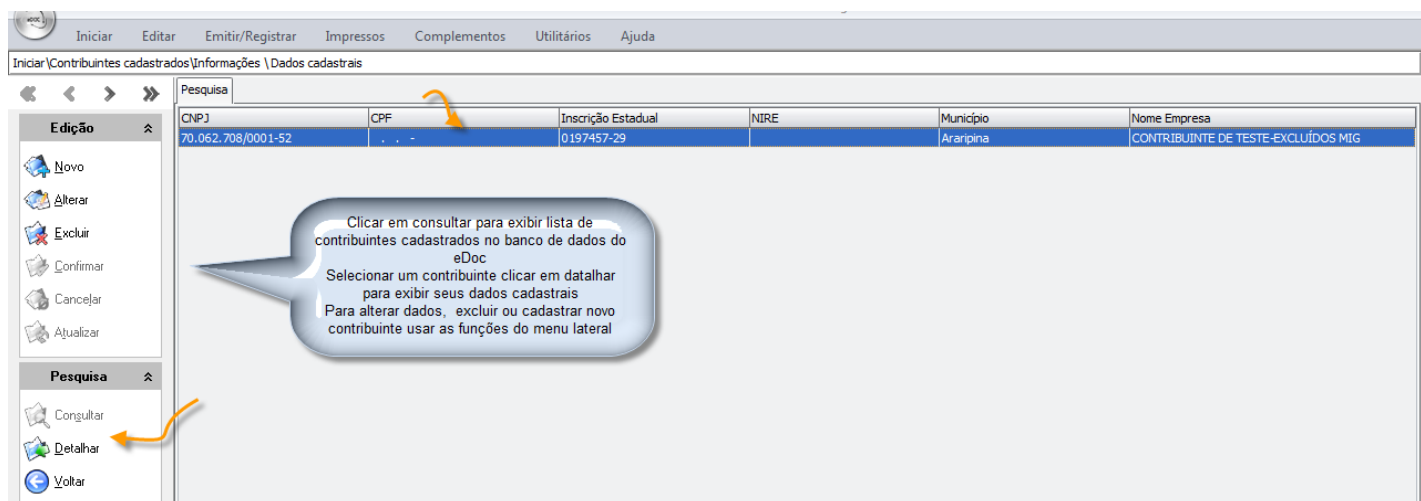 eDOC
Iniciar Editar Emitir/Registrar Impressos Complementos Utilitários Ajuda
Iniciar\Contribuintes cadastrados\Informações \Dados cadastrais
Pesquisa
CNPJ CPF Inscrição Estadual NIRE Município Nome Empresa
70.062.708/0001-52 . . - 0197457-29 Araripina CONTRIBUINTE DE TESTE-EXCLUÍDOS MIG
Edição
Novo
Alterar
Excluir
Confirmar
Cancelar
Atualizar
Pesquisa
Consultar
Detalhar
Voltar
Clicar em consultar para exibir lista de
contribuintes cadastrados no banco de dados do
eDoc
Selecionar um contribuinte clicar em datalhar
para exibir seus dados cadastrais
Para alterar dados, excluir ou cadastrar novo
contribuinte usar as funções do menu lateral